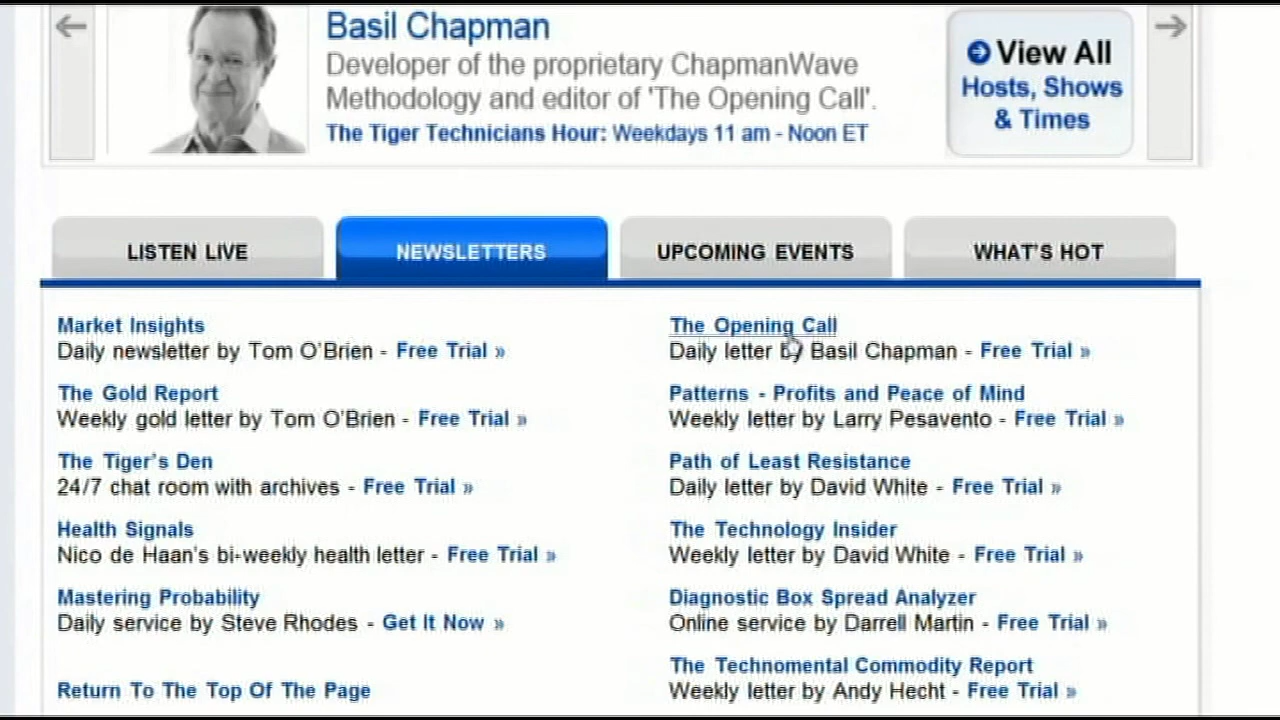 Basil Chapman
Developer of the proprietary ChapmanWave
Methodology and editor of 'The Opening Call'.
The Tiger Technicians Hour: Weekdays 11 am - Noon ET
View All
Hosts, Shows
& Times
LISTEN LIVE
NEWSLETTERS
UPCOMING EVENTS
WHAT'S HOT
Market Insights
Daily newsletter by Tom O'Brien - Free Trial »
The Gold Report
Weekly gold letter by Tom O'Brien - Free Trial »
The Tiger's Den
24/7 chat room with archives - Free Trial »
Health Signals
Nico de Haan's bi-weekly health letter - Free Trial »
Mastering Probability
Daily service by Steve Rhodes - Get It Now »
Return To The Top Of The Page
The Opening Call
Daily letter by Basil Chapman - Free Trial »
Patterns - Profits and Peace of Mind
Weekly letter by Larry Pesavento - Free Trial »
Path of Least Resistance
Daily letter by David White - Free Trial »
The Technology Insider
Weekly letter by David White - Free Trial »
Diagnostic Box Spread Analyzer
Online service by Darrell Martin - Free Trial »
The Technomental Commodity Report
Weekly letter by Andy Hecht - Free Trial »